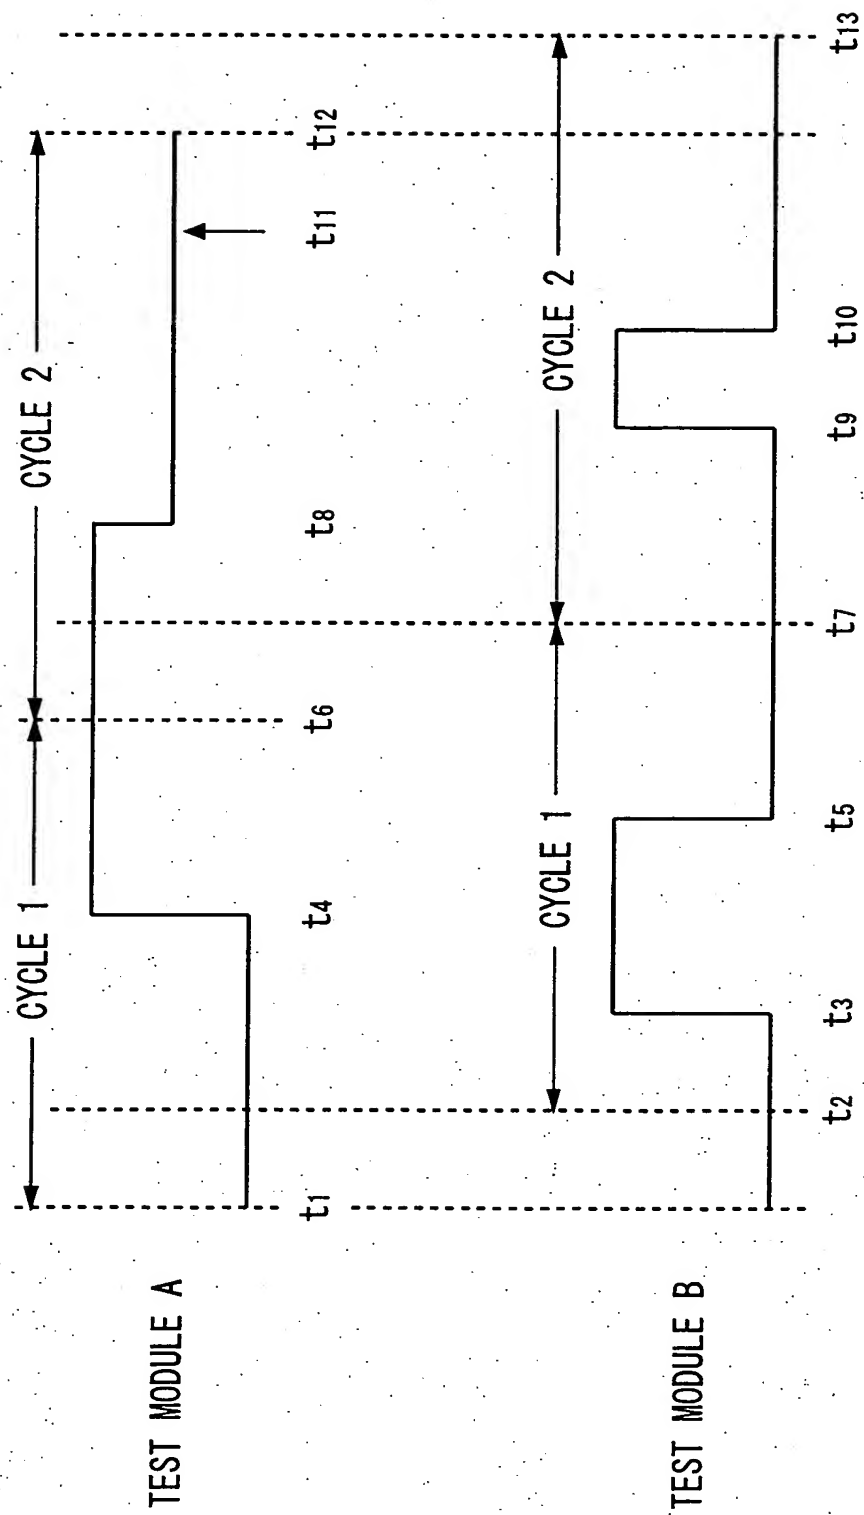 CYCLE 1
CYCLE 2
TEST MODULE A
t1
t4
t6
t8
t11
t12
CYCLE 1
CYCLE 2
TEST MODULE B
t2
t3
t5
t7
t9
t10
t13